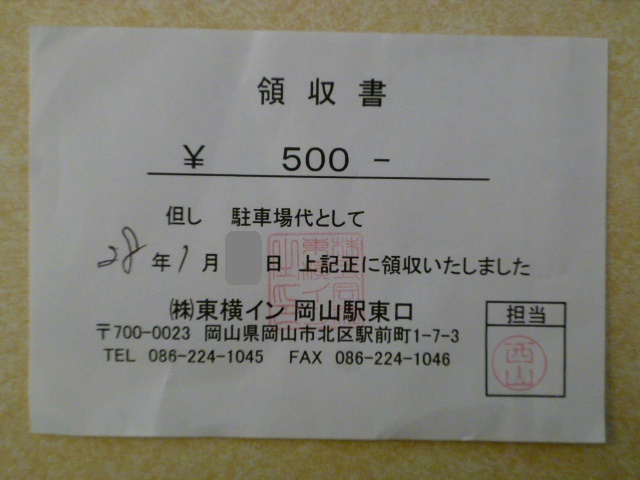 領収書
¥ 500 -
但し 駐車場代として
28年1月 日 上記正に領収いたしました
㈱東横イン 岡山駅東口
〒700-0023 岡山県岡山市北区駅前町1-7-3
TEL 086-224-1045 FAX 086-224-1046
担当
西山